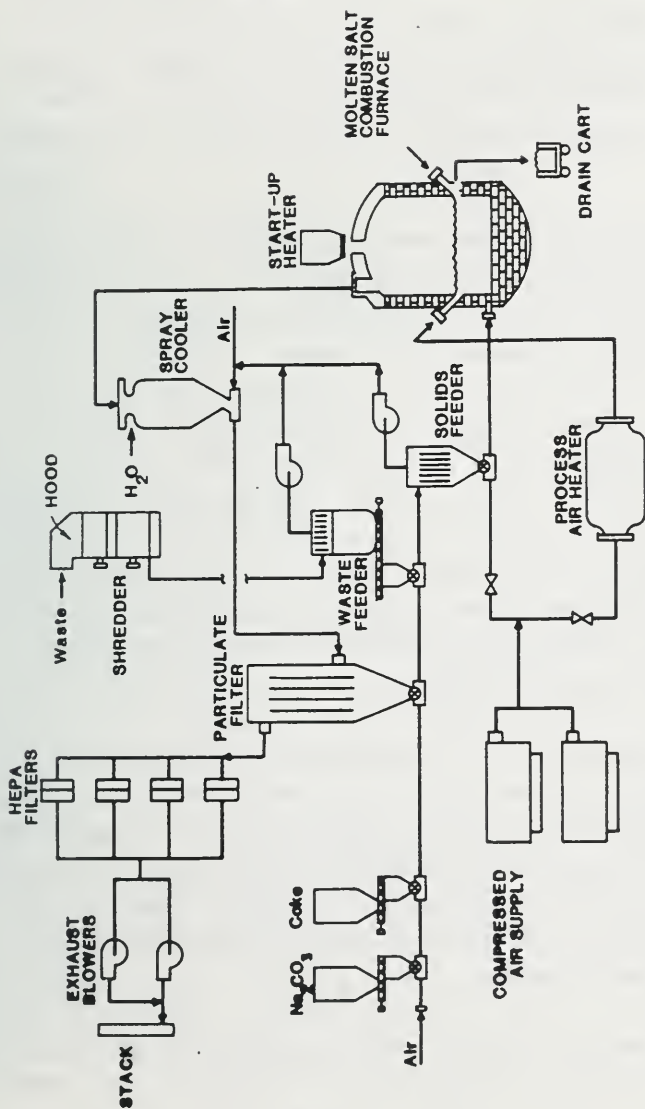 STACK
EXHAUST
BLOWERS
HEPA
FILTERS
Waste
HOOD
SHREDDER
H2O
SPRAY
COOLER
Air
START-UP
HEATER
MOLTEN SALT
COMBUSTION
FURNACE
DRAIN CART
PARTICULATE
FILTER
WASTE
FEEDER
SOLIDS
FEEDER
Na2CO3
Coke
Air
COMPRESSED
AIR SUPPLY
PROCESS
AIR HEATER